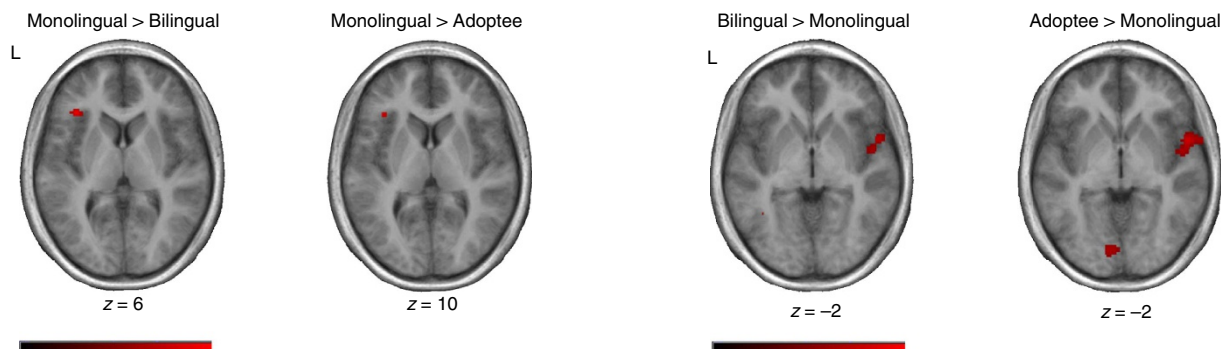 Monolingual > Bilingual
Monolingual > Adoptee
Bilingual > Monolingual
Adoptee > Monolingual
L
L
z = 6
z = 10
z = –2
z = –2